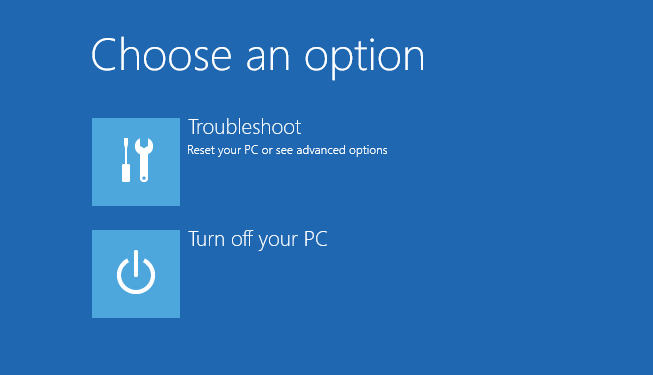 Choose an option
Troubleshoot
Reset your PC or see advanced options
Turn off your PC